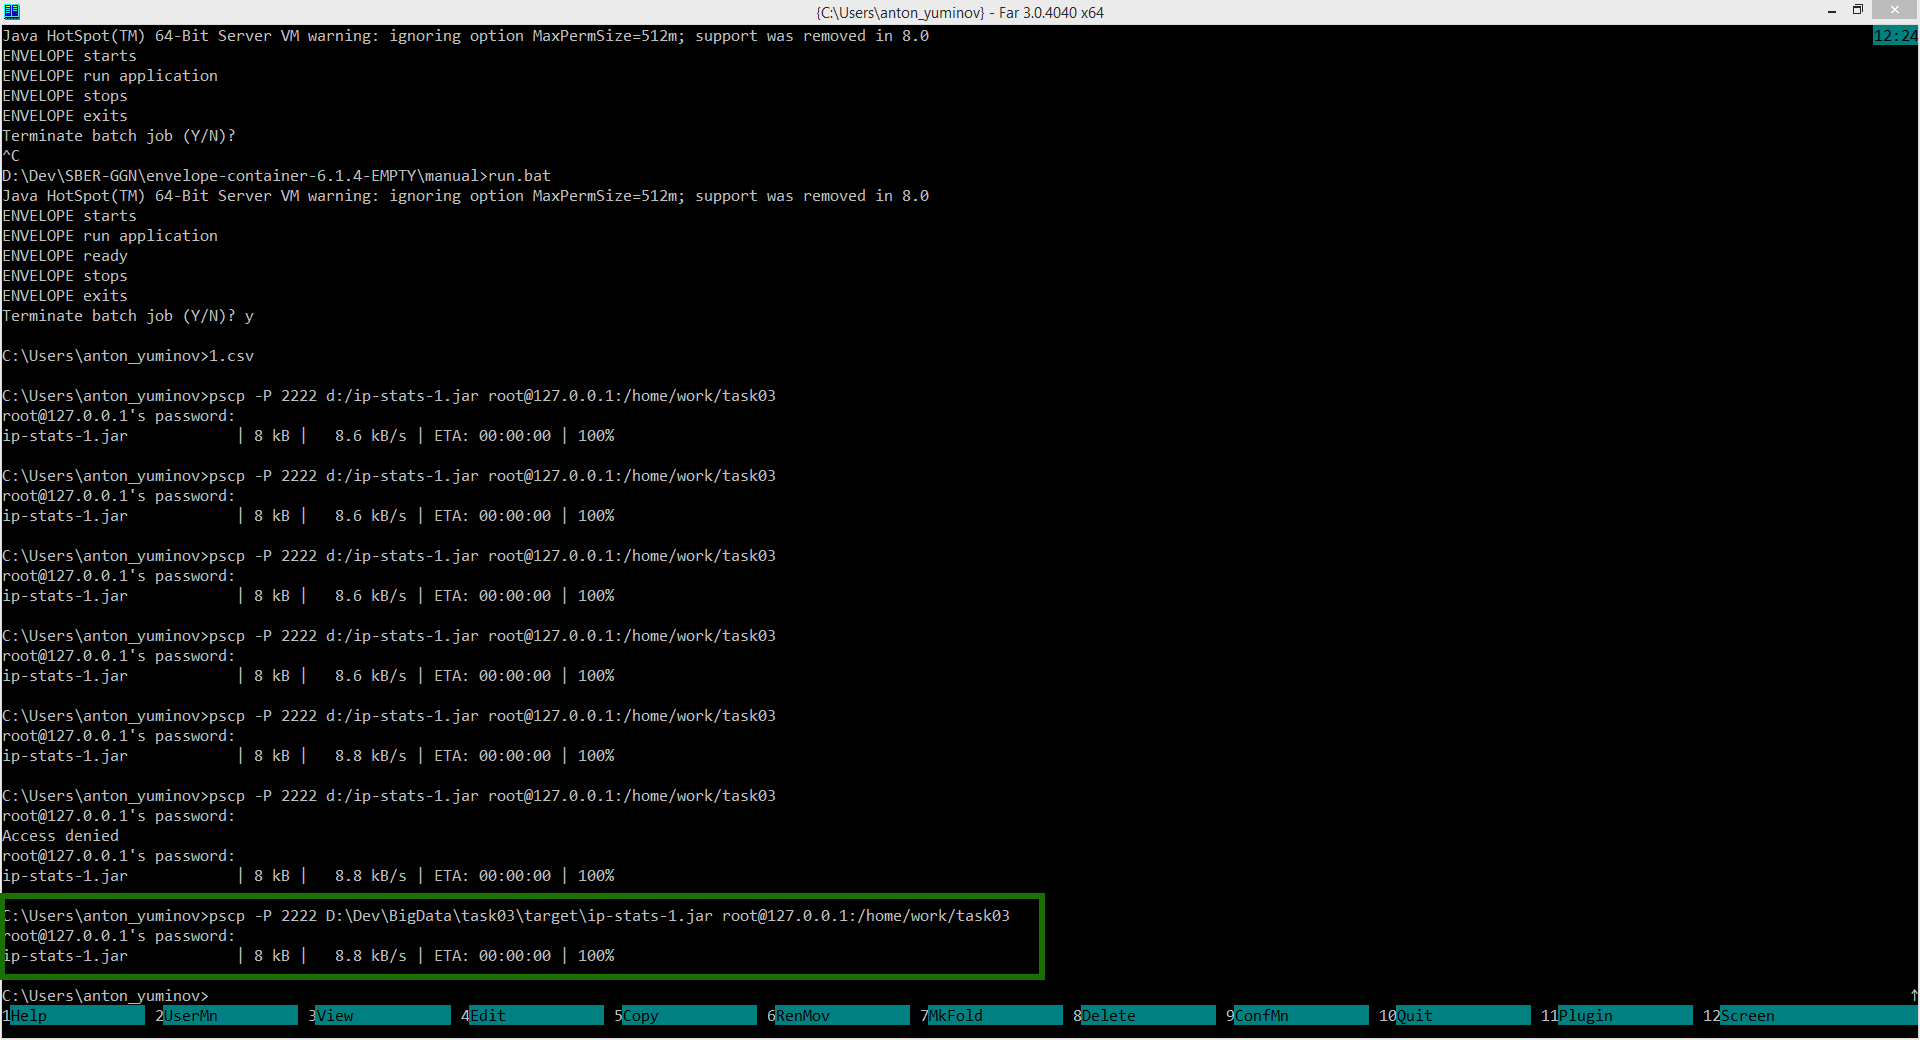 {C:\Users\anton_yuminov} - Far 3.0.4040 x64
Java HotSpot(TM) 64-Bit Server VM warning: ignoring option MaxPermSize=512m; support was removed in 8.0
12:24
ENVELOPE starts
ENVELOPE run application
ENVELOPE stops
ENVELOPE exits
Terminate batch job (Y/N)?
^C
D:\Dev\SBER-GGN\envelope-container-6.1.4-EMPTY\manual>run.bat
Java HotSpot(TM) 64-Bit Server VM warning: ignoring option MaxPermSize=512m; support was removed in 8.0
ENVELOPE starts
ENVELOPE run application
ENVELOPE ready
ENVELOPE stops
ENVELOPE exits
Terminate batch job (Y/N)? y
C:\Users\anton_yuminov>1.csv
C:\Users\anton_yuminov>pscp -P 2222 d:/ip-stats-1.jar root@127.0.0.1:/home/work/task03
root@127.0.0.1's password:
ip-stats-1.jar            | 8 kB |   8.6 kB/s | ETA: 00:00:00 | 100%
C:\Users\anton_yuminov>pscp -P 2222 d:/ip-stats-1.jar root@127.0.0.1:/home/work/task03
root@127.0.0.1's password:
ip-stats-1.jar            | 8 kB |   8.6 kB/s | ETA: 00:00:00 | 100%
C:\Users\anton_yuminov>pscp -P 2222 d:/ip-stats-1.jar root@127.0.0.1:/home/work/task03
root@127.0.0.1's password:
ip-stats-1.jar            | 8 kB |   8.6 kB/s | ETA: 00:00:00 | 100%
C:\Users\anton_yuminov>pscp -P 2222 d:/ip-stats-1.jar root@127.0.0.1:/home/work/task03
root@127.0.0.1's password:
ip-stats-1.jar            | 8 kB |   8.6 kB/s | ETA: 00:00:00 | 100%
C:\Users\anton_yuminov>pscp -P 2222 d:/ip-stats-1.jar root@127.0.0.1:/home/work/task03
root@127.0.0.1's password:
ip-stats-1.jar            | 8 kB |   8.8 kB/s | ETA: 00:00:00 | 100%
C:\Users\anton_yuminov>pscp -P 2222 d:/ip-stats-1.jar root@127.0.0.1:/home/work/task03
root@127.0.0.1's password:
Access denied
root@127.0.0.1's password:
ip-stats-1.jar            | 8 kB |   8.8 kB/s | ETA: 00:00:00 | 100%
C:\Users\anton_yuminov>pscp -P 2222 D:\Dev\BigData\task03\target\ip-stats-1.jar root@127.0.0.1:/home/work/task03
root@127.0.0.1's password:
ip-stats-1.jar            | 8 kB |   8.8 kB/s | ETA: 00:00:00 | 100%
C:\Users\anton_yuminov>
1Help 2UserMn 3View 4Edit 5Copy 6RenMov 7MkFold 8Delete 9ConfMn 10Quit 11Plugin 12Screen